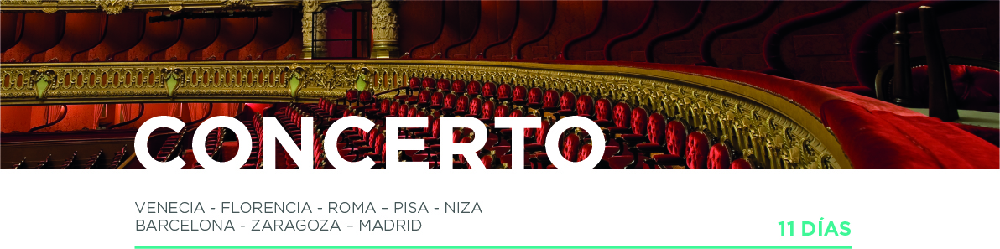 CONCERTO
VENECIA - FLORENCIA - ROMA – PISA - NIZA
BARCELONA - ZARAGOZA – MADRID
11 DÍAS